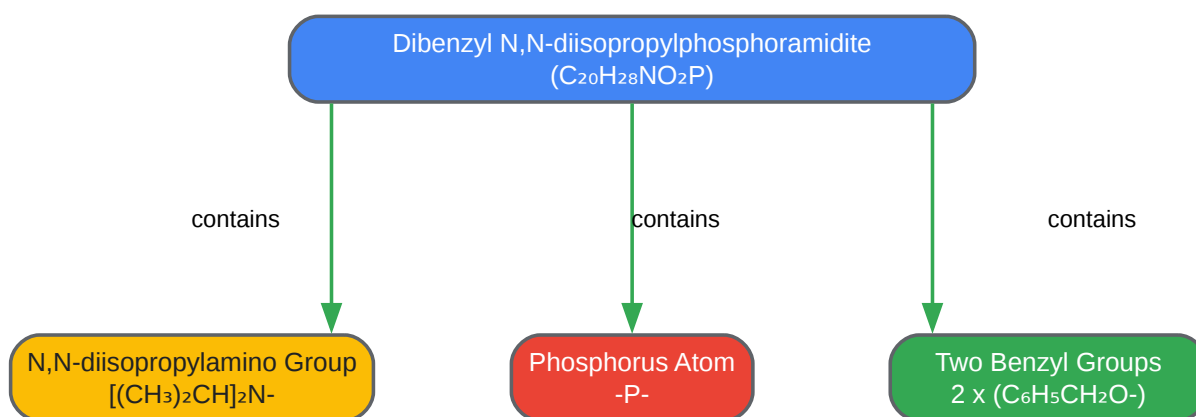 Dibenzyl N,N-diisopropylphosphoramidite
(C₂₀H₂₈NO₂P)
contains
contains
contains
N,N-diisopropylamino Group
[(CH₃)₂CH]₂N-
Phosphorus Atom
-P-
Two Benzyl Groups
2 x (C₆H₅CH₂O-)